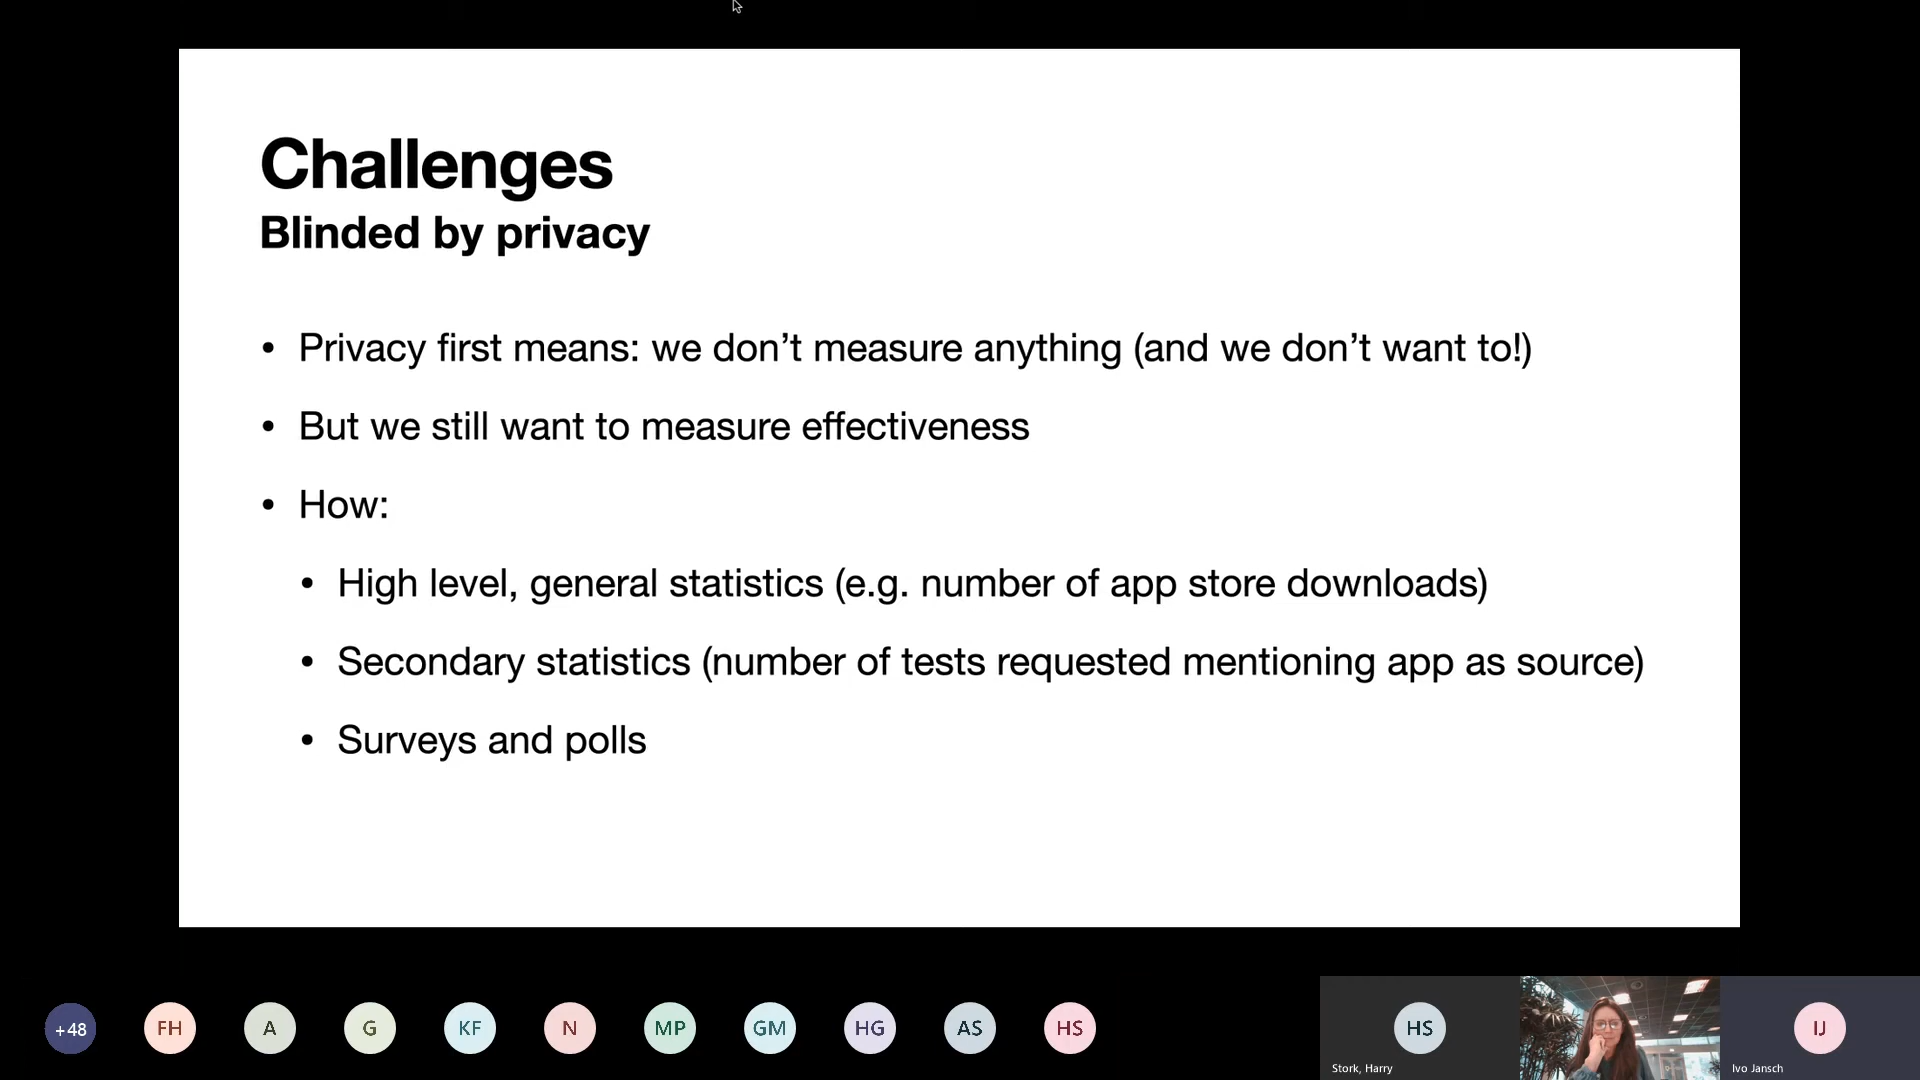 Challenges
Blinded by privacy
• Privacy first means: we don’t measure anything (and we don’t want to!)
• But we still want to measure effectiveness
• How:
• High level, general statistics (e.g. number of app store downloads)
• Secondary statistics (number of tests requested mentioning app as source)
• Surveys and polls
+48
FH
A
G
KF
N
MP
GM
HG
AS
HS
HS
IJ
Stork, Harry
Ivo Jansch